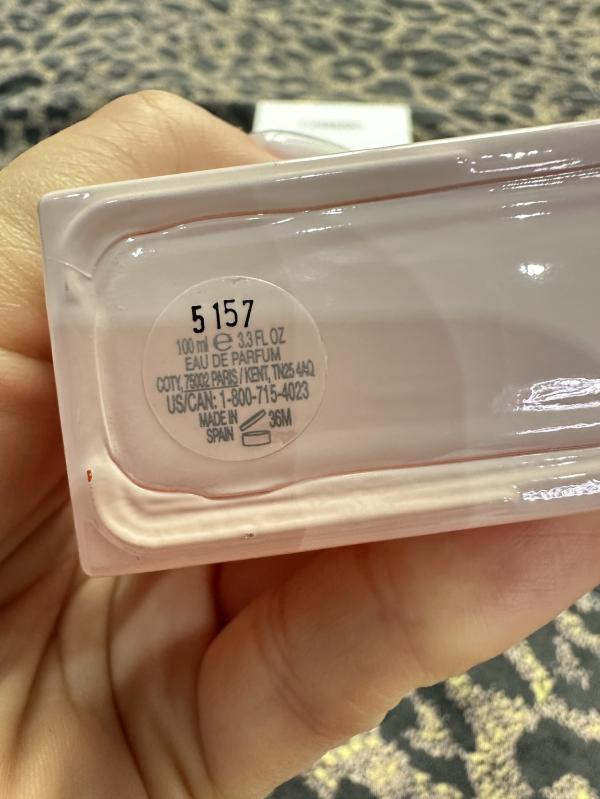 5157
100 ml e 3.3 FL OZ
EAU DE PARFUM
COTY, 75002 PARIS / KENT, TN25 4AQ
US/CAN: 1-800-715-4023
MADE IN
SPAIN
36M